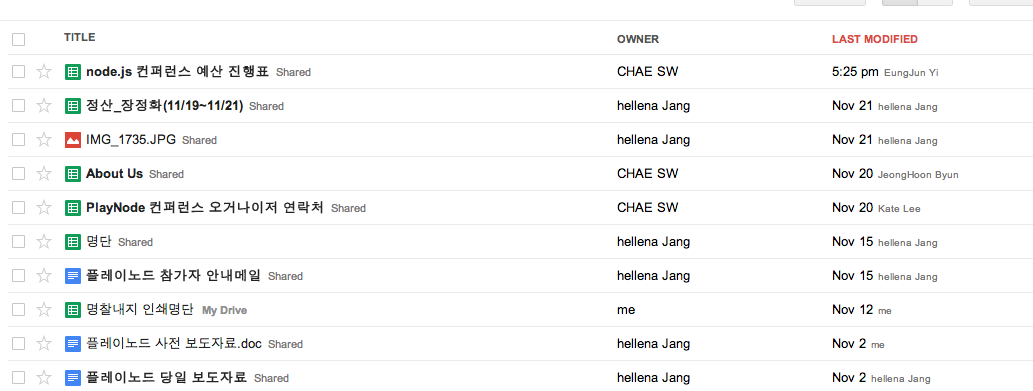 TITLE OWNER LAST MODIFIED
node.js 컨퍼런스 예산 진행표 Shared CHAE SW 5:25 pm EungJun Yi
정산_장정화(11/19~11/21) Shared hellena Jang Nov 21 hellena Jang
IMG_1735.JPG Shared hellena Jang Nov 21 hellena Jang
About Us Shared CHAE SW Nov 20 JeongHoon Byun
PlayNode 컨퍼런스 오거나이저 연락처 Shared CHAE SW Nov 20 Kate Lee
명단 Shared hellena Jang Nov 15 hellena Jang
플레이노드 참가자 안내메일 Shared hellena Jang Nov 15 hellena Jang
명찰내지 인쇄명단 My Drive me Nov 12 me
플레이노드 사전 보도자료.doc Shared hellena Jang Nov 2 me
플레이노드 당일 보도자료 Shared hellena Jang Nov 2 hellena Jang